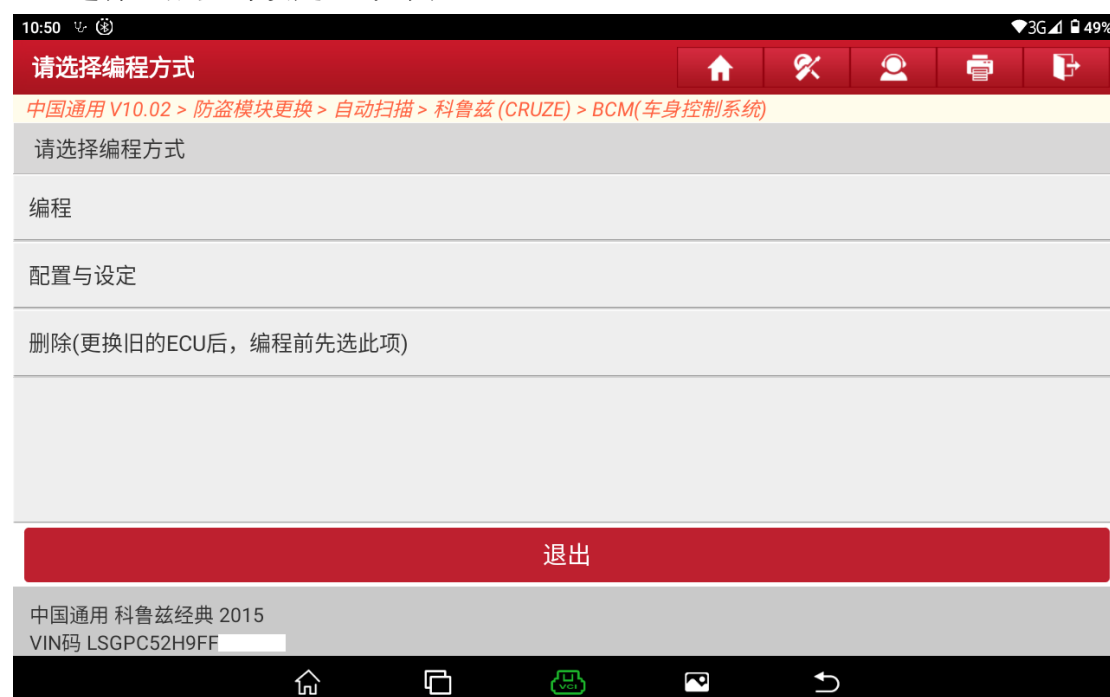 10:50 3G 49%
请选择编程方式
中国通用 V10.02 > 防盗模块更换 > 自动扫描 > 科鲁兹 (CRUZE) > BCM(车身控制系统)
请选择编程方式
编程
配置与设定
删除(更换旧的ECU后，编程前先选此项)
退出
中国通用 科鲁兹经典 2015
VIN码 LSGPC52H9FF
VCI